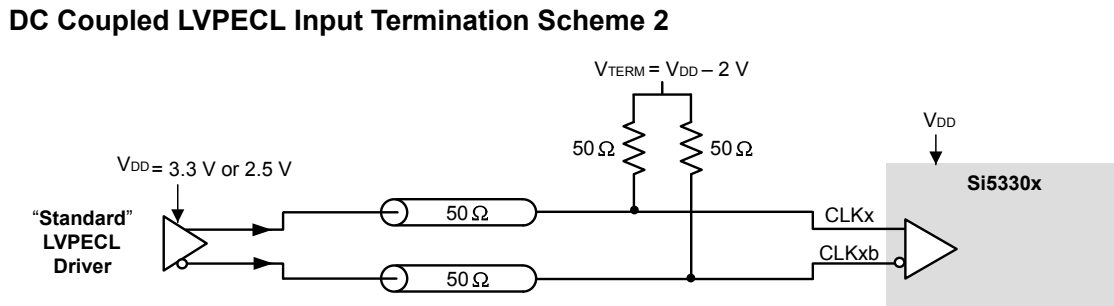 DC Coupled LVPECL Input Termination Scheme 2
VTERM = VDD – 2 V
VDD
50 Ω
50 Ω
VDD = 3.3 V or 2.5 V
Si5330x
“Standard”
LVPECL
Driver
50 Ω
CLKx
50 Ω
CLKxb